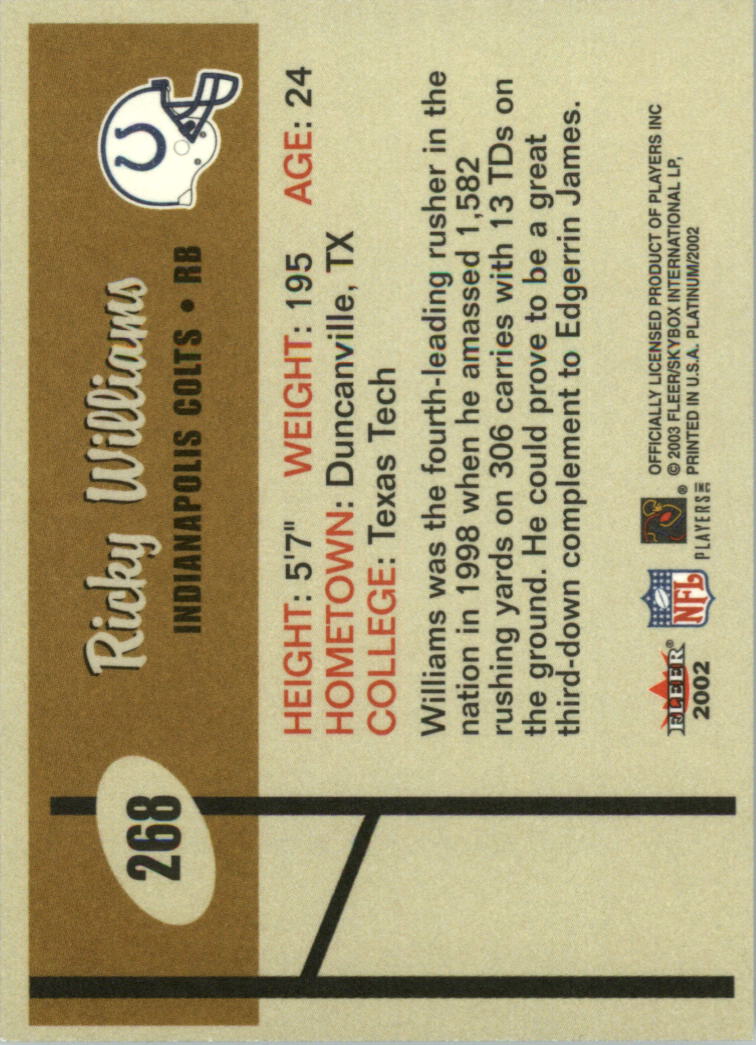 268
Ricky Williams
INDIANAPOLIS COLTS • RB
HEIGHT: 5'7" WEIGHT: 195 AGE: 24
HOMETOWN: Duncanville, TX
COLLEGE: Texas Tech
Williams was the fourth-leading rusher in the
nation in 1998 when he amassed 1,582
rushing yards on 306 carries with 13 TDs on
the ground. He could prove to be a great
third-down complement to Edgerrin James.
FLEER®
2002
NFL
®
PLAYERS INC
OFFICIALLY LICENSED PRODUCT OF PLAYERS INC
© 2003 FLEER/SKYBOX INTERNATIONAL LP,
PRINTED IN U.S.A. PLATINUM/2002